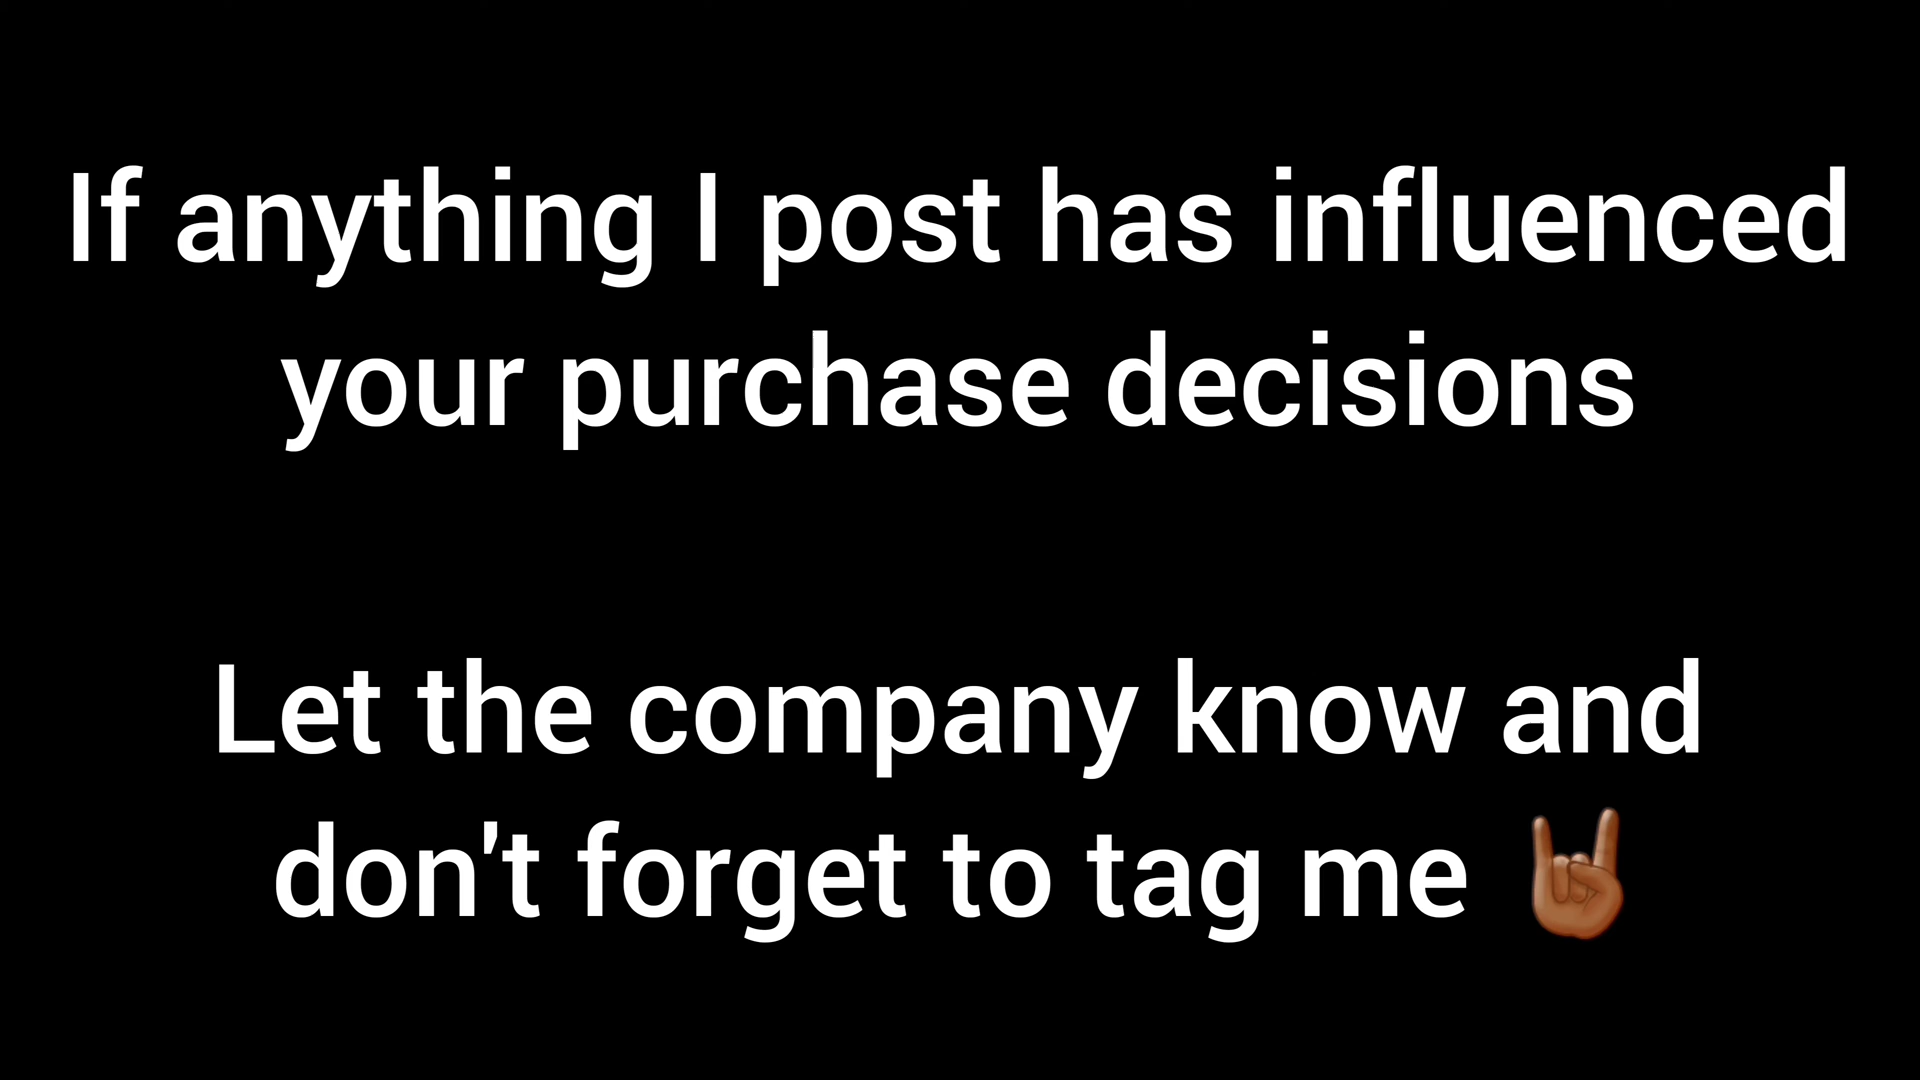 If anything I post has influenced
your purchase decisions
Let the company know and
don't forget to tag me 🤘🏾